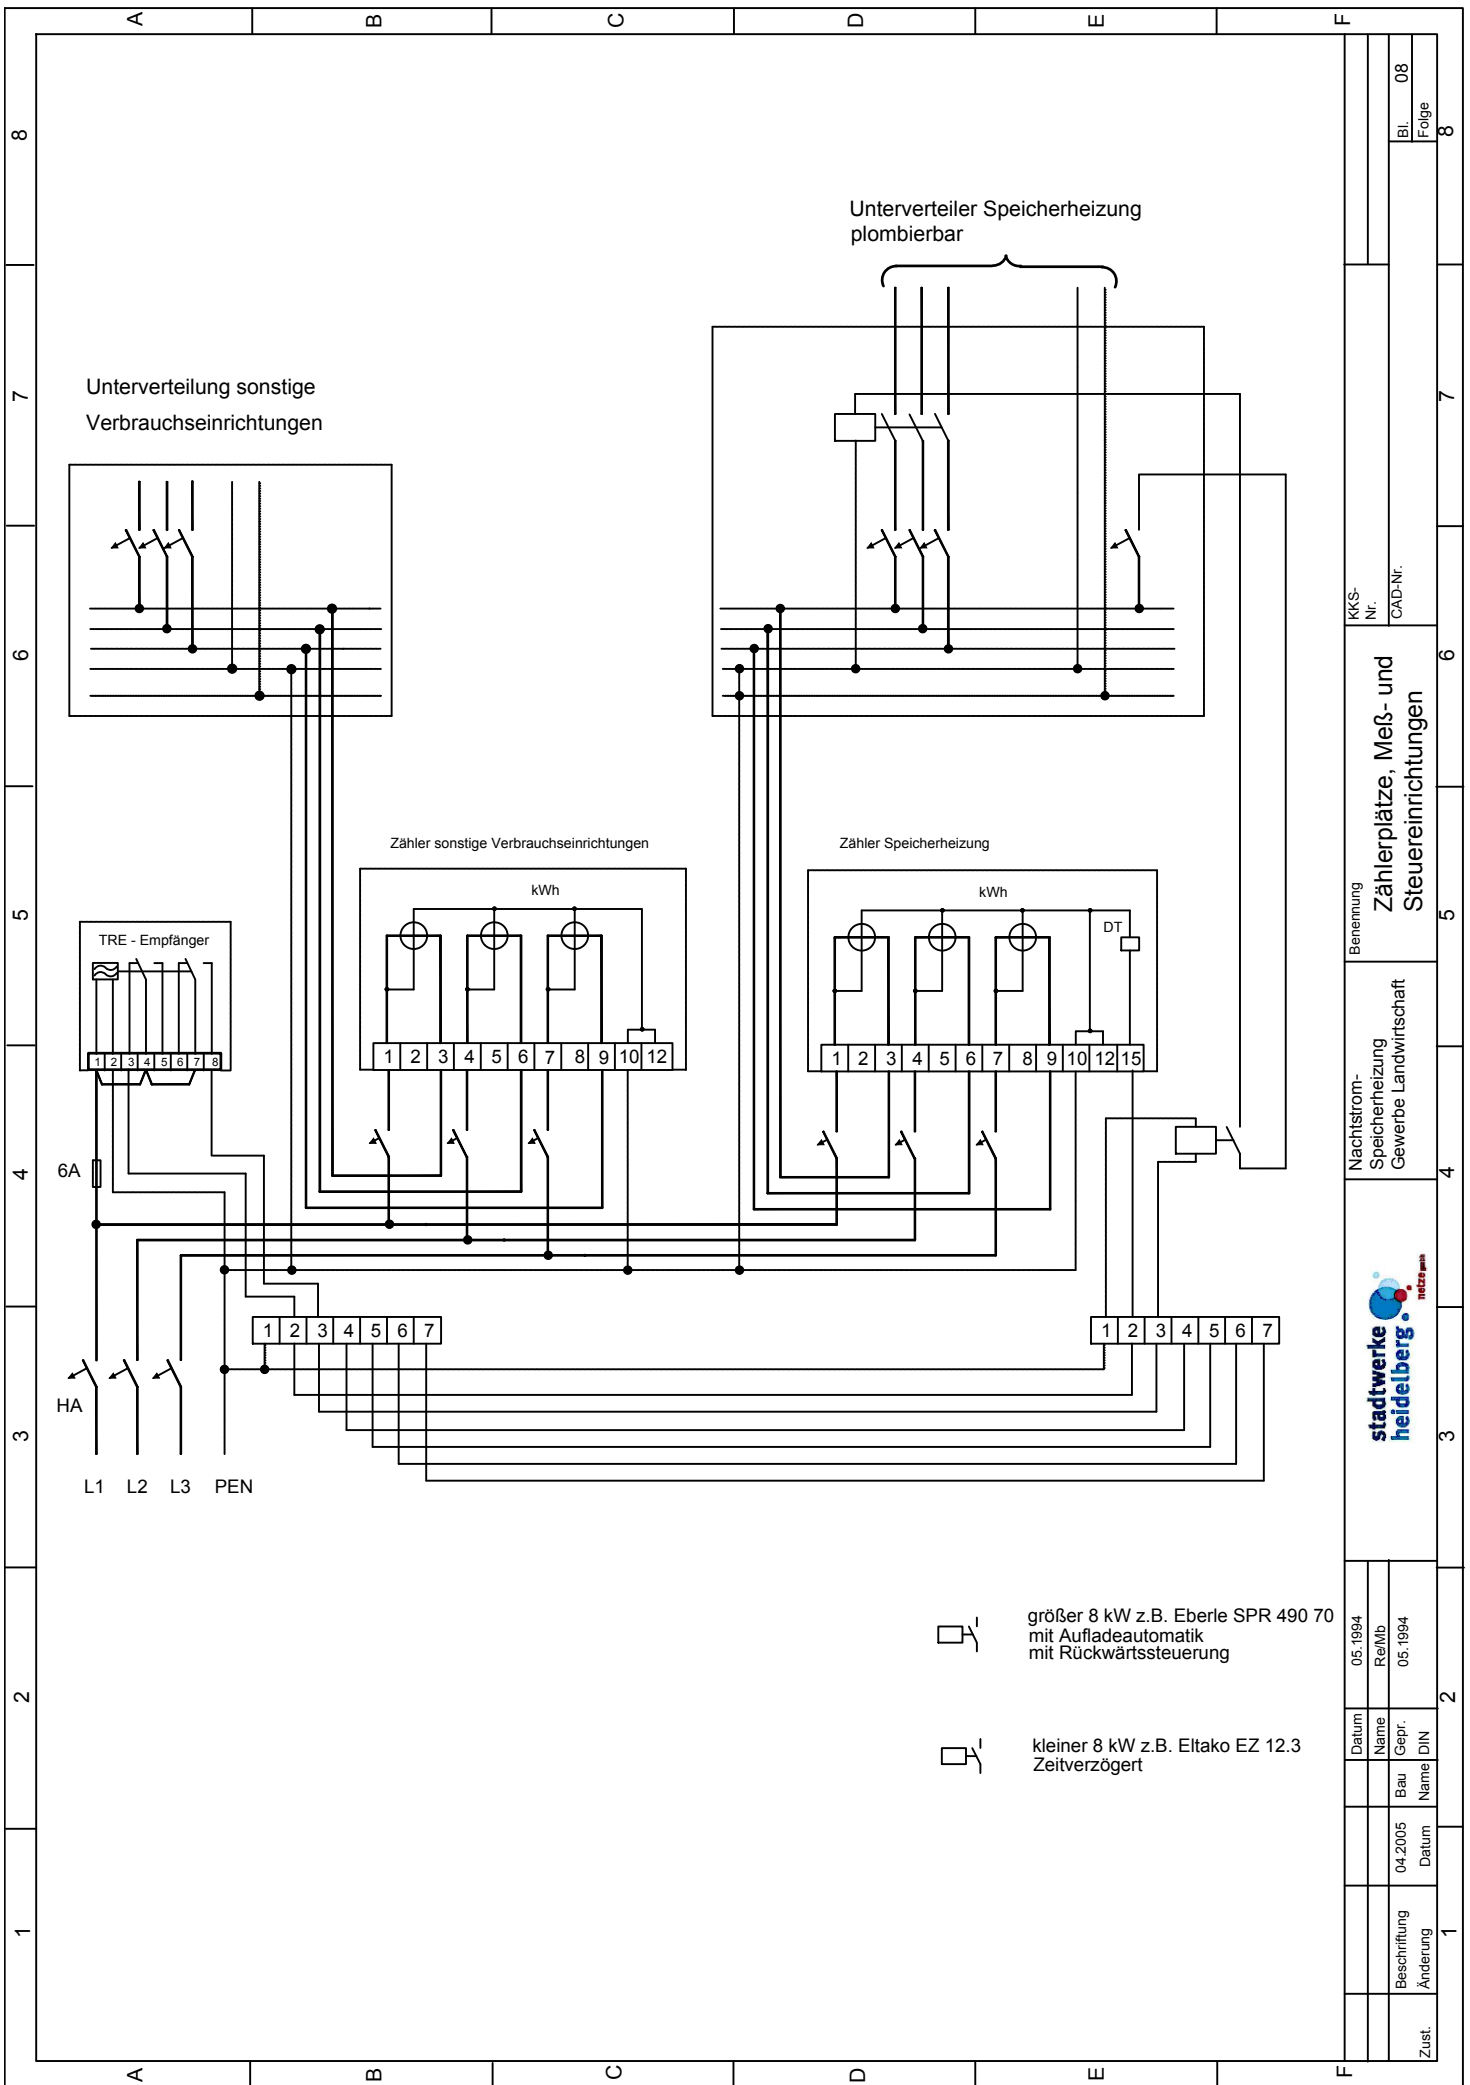 A B C D E F
8
Unterverteiler Speicherheizung
plombierbar
7
Unterverteilung sonstige
Verbrauchseinrichtungen
6
Zähler sonstige Verbrauchseinrichtungen
Zähler Speicherheizung
5
kWh
kWh
DT
TRE - Empfänger
1 2 3 4 5 6 7 8
1 2 3 4 5 6 7 8 9 10 12
1 2 3 4 5 6 7 8 9 10 12 15
4
6A
1 2 3 4 5 6 7
1 2 3 4 5 6 7
HA
3
L1 L2 L3 PEN
größer 8 kW z.B. Eberle SPR 490 70
mit Aufladeautomatik
mit Rückwärtssteuerung
2
kleiner 8 kW z.B. Eltako EZ 12.3
Zeitverzögert
1
A B C D E F
Zust.
Beschriftung
Änderung
04.2005
Datum
Bau
Name
Datum
Name
Gepr.
DIN
05.1994
Re/Mb
05.1994
stadtwerke
heidelberg
netze gmbh
Nachtstrom-
Speicherheizung
Gewerbe Landwirtschaft
Benennung
Zählerplätze, Meß- und
Steuereinrichtungen
KKS-
Nr.
CAD-Nr.
Bl.
08
Folge
1 2 3 4 5 6 7 8